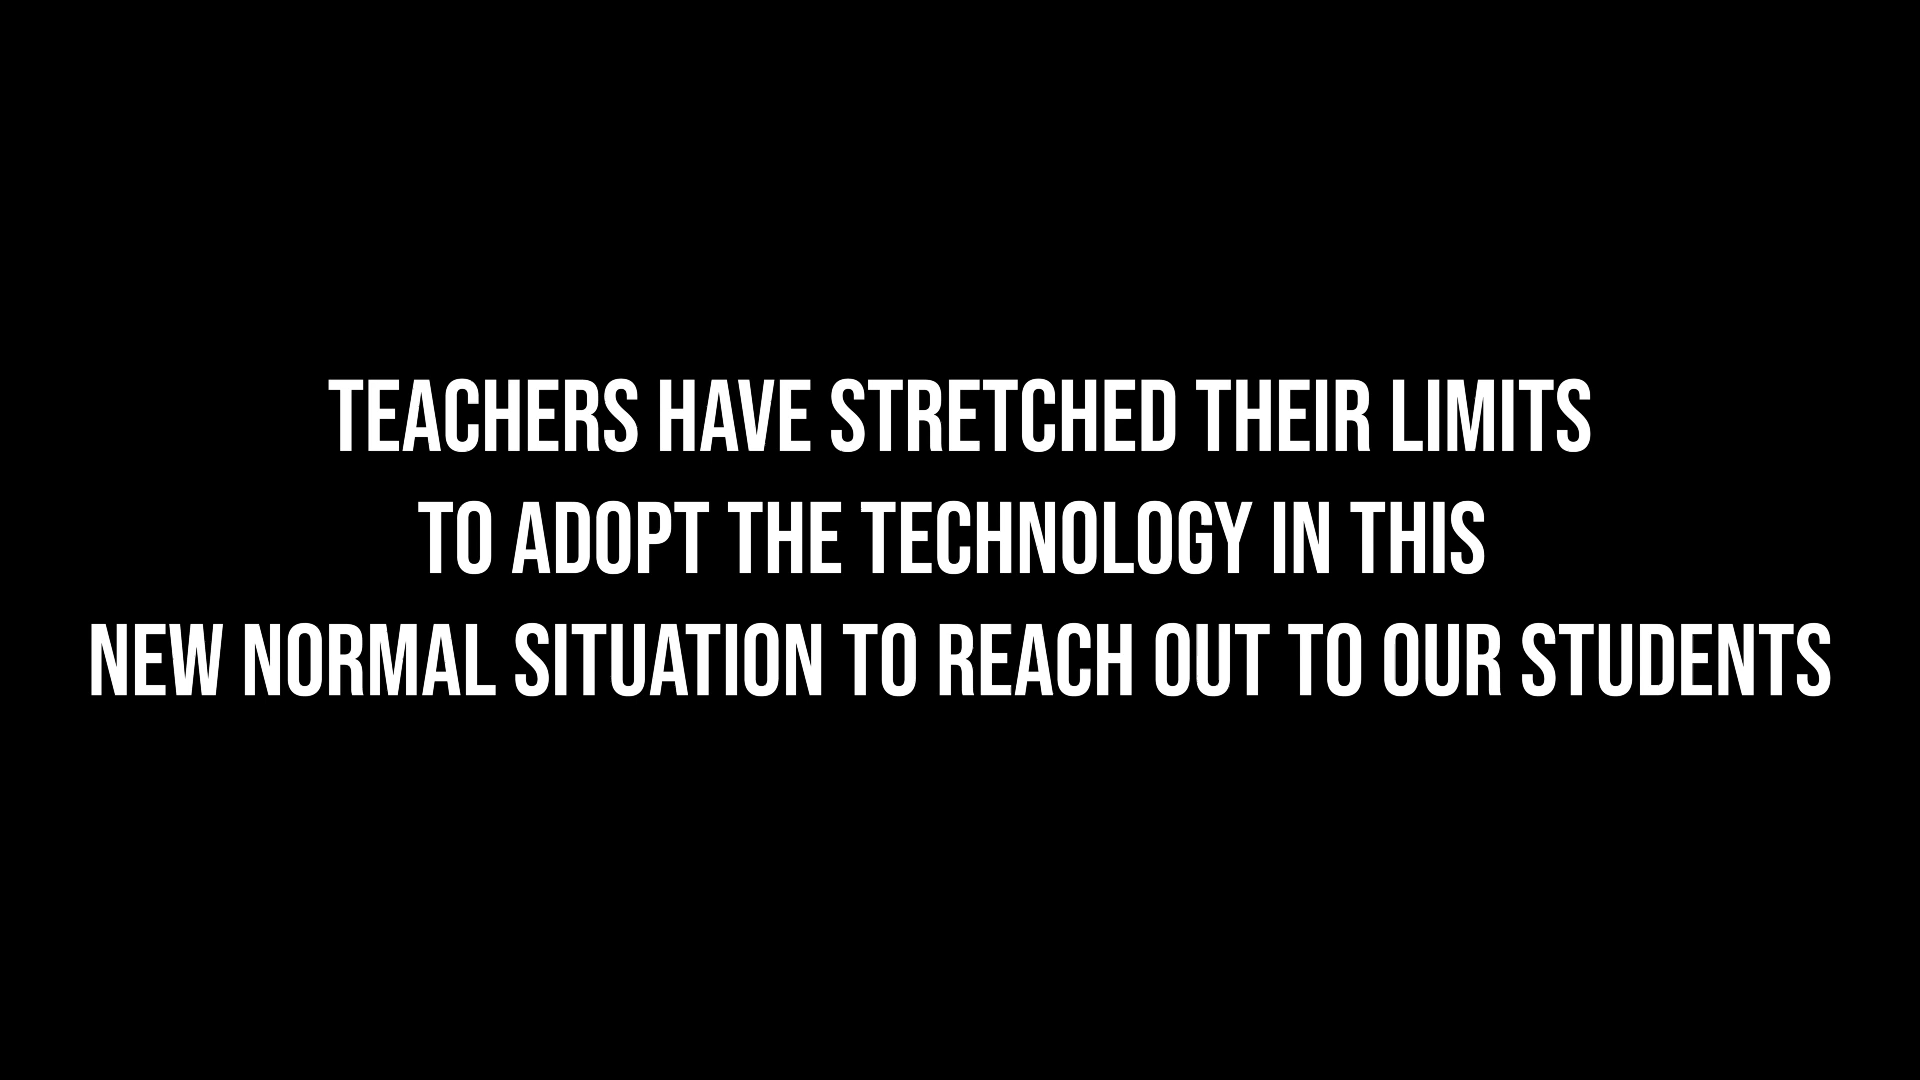 TEACHERS HAVE STRETCHED THEIR LIMITS
TO ADOPT THE TECHNOLOGY IN THIS
NEW NORMAL SITUATION TO REACH OUT TO OUR STUDENTS